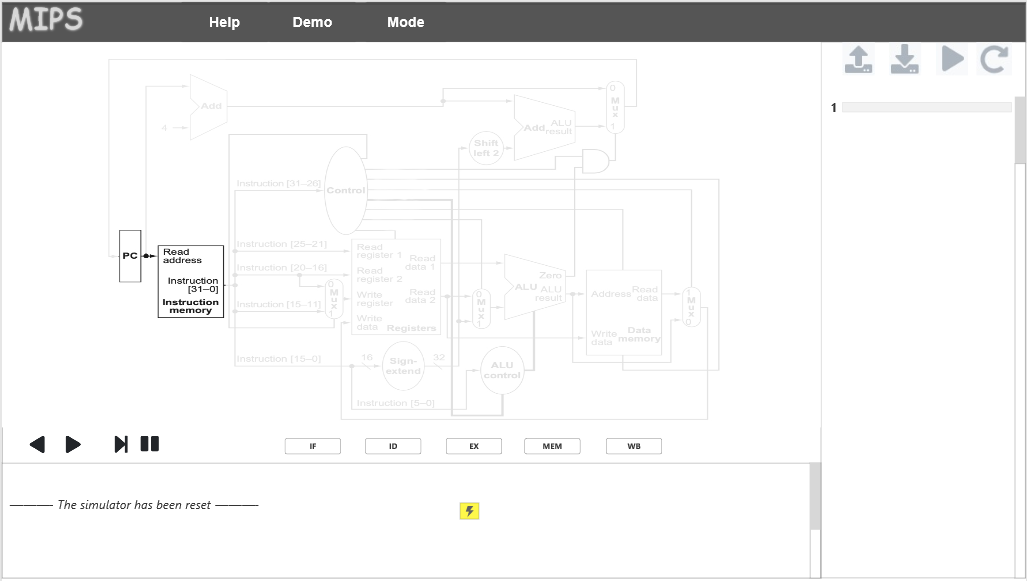 MIPS
Help Demo Mode
1
0
M
u
x
1
Add
4
Add ALU
result
Shift
left 2
Instruction [31–26]
Control
PC
Read
address
Instruction
[31–0]
Instruction
memory
Instruction [25–21]
Instruction [20–16]
Instruction [15–11]
Instruction [15–0]
Instruction [5–0]
0
M
u
x
1
Read
register 1
Read
data 1
Read
register 2
Write
register
Read
data 2
Write
data
Registers
0
M
u
x
1
Zero
ALU ALU
result
Address Read
data
Write
data
Data
memory
1
M
u
x
0
16
Sign-
extend
32
ALU
control
IF ID EX MEM WB
——— The simulator has been reset ———